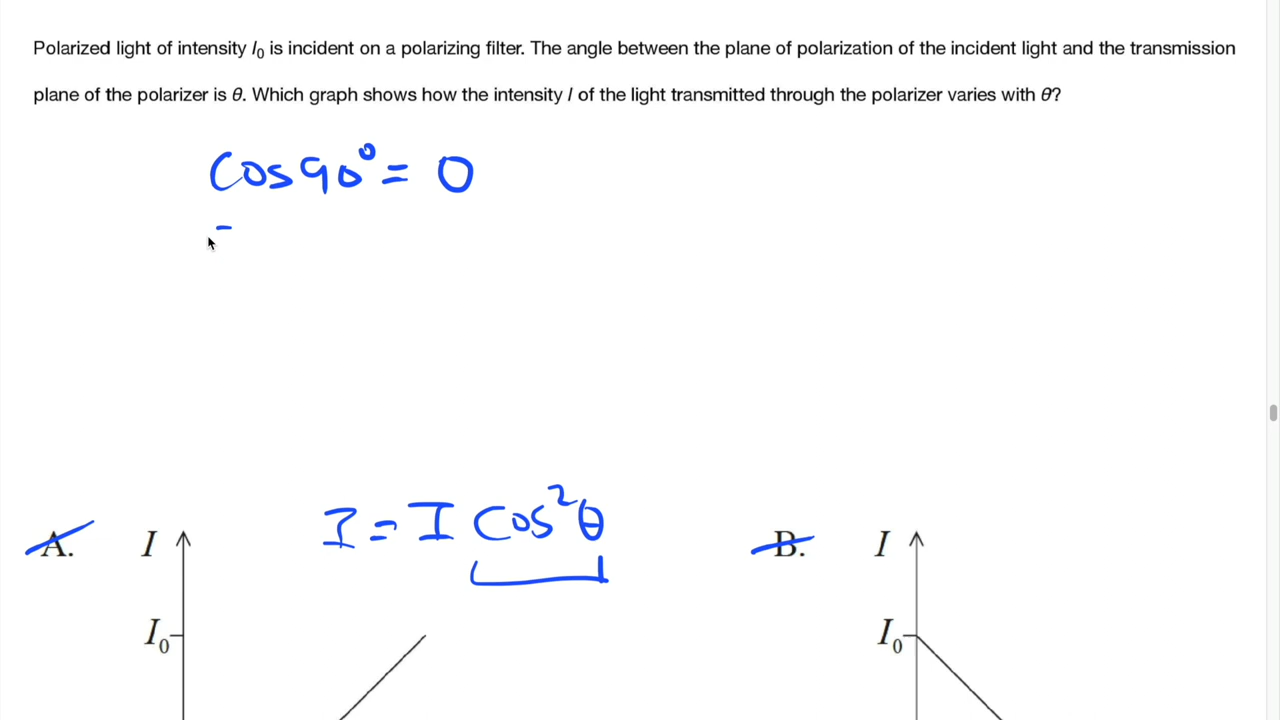 Polarized light of intensity I₀ is incident on a polarizing filter. The angle between the plane of polarization of the incident light and the transmission
plane of the polarizer is θ. Which graph shows how the intensity I of the light transmitted through the polarizer varies with θ?
Cos90° = 0
I = I Cos²θ
A. I
B. I
I₀
I₀